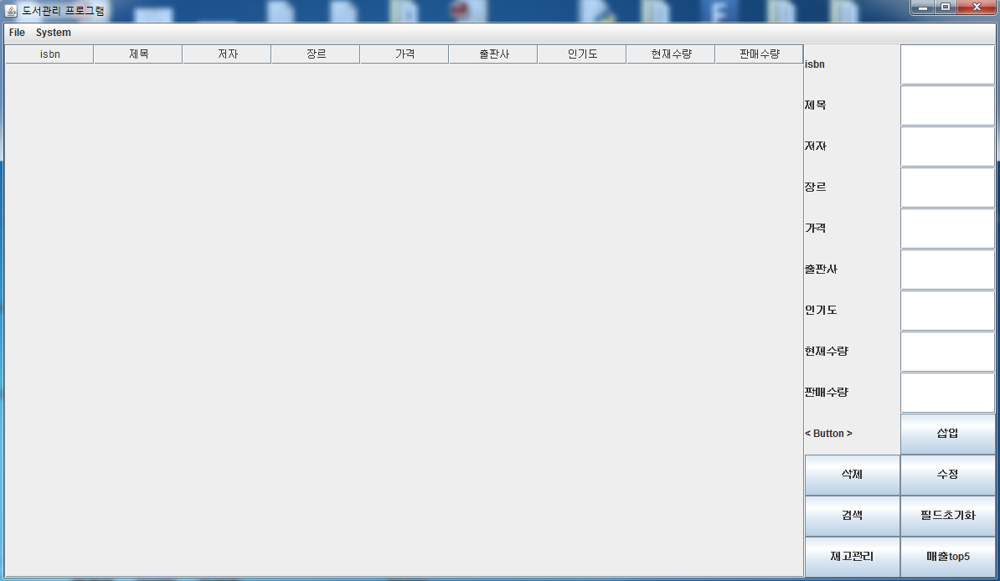 도서관리 프로그램
File System
isbn 제목 저자 장르 가격 출판사 인기도 현재수량 판매수량
isbn
제목
저자
장르
가격
출판사
인기도
현재수량
판매수량
< Button > 삽입
삭제 수정
검색 필드초기화
재고관리 매출top5